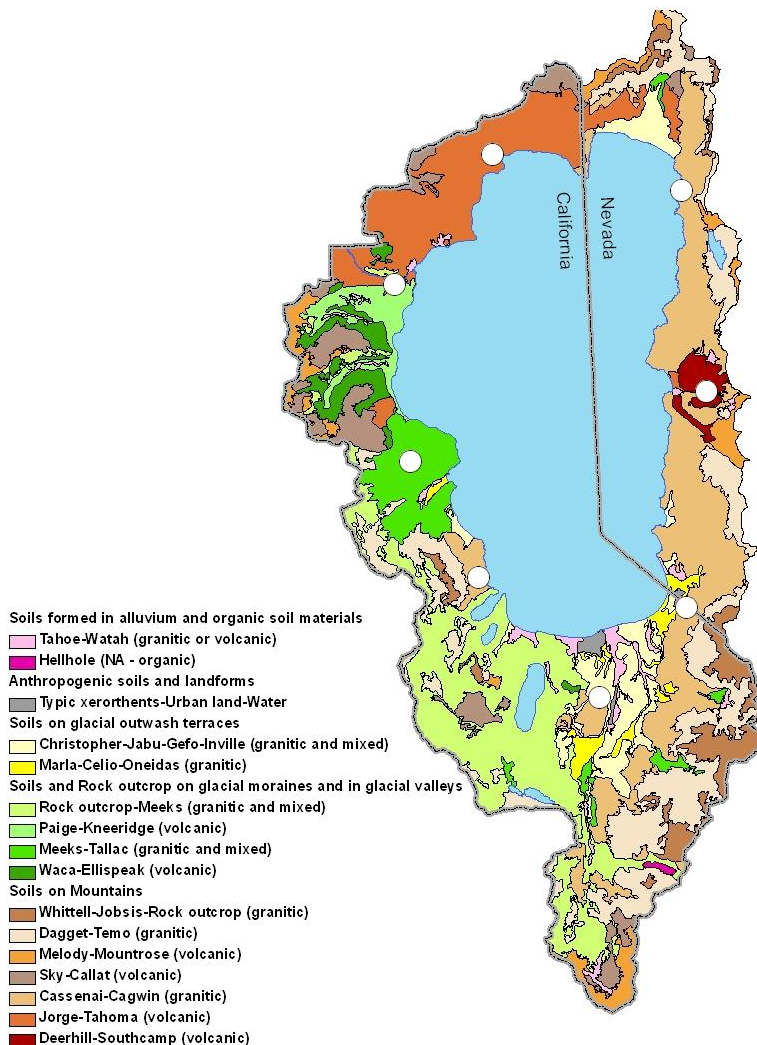 California
Nevada
Soils formed in alluvium and organic soil materials
Tahoe-Watah (granitic or volcanic)
Hellhole (NA - organic)
Anthropogenic soils and landforms
Typic xerorthents-Urban land-Water
Soils on glacial outwash terraces
Christopher-Jabu-Gefo-Inville (granitic and mixed)
Marla-Celio-Oneidas (granitic)
Soils and Rock outcrop on glacial moraines and in glacial valleys
Rock outcrop-Meeks (granitic and mixed)
Paige-Kneeridge (volcanic)
Meeks-Tallac (granitic and mixed)
Waca-Ellispeak (volcanic)
Soils on Mountains
Whittell-Jobsis-Rock outcrop (granitic)
Dagget-Temo (granitic)
Melody-Mountrose (volcanic)
Sky-Callat (volcanic)
Cassenai-Cagwin (granitic)
Jorge-Tahoma (volcanic)
Deerhill-Southcamp (volcanic)